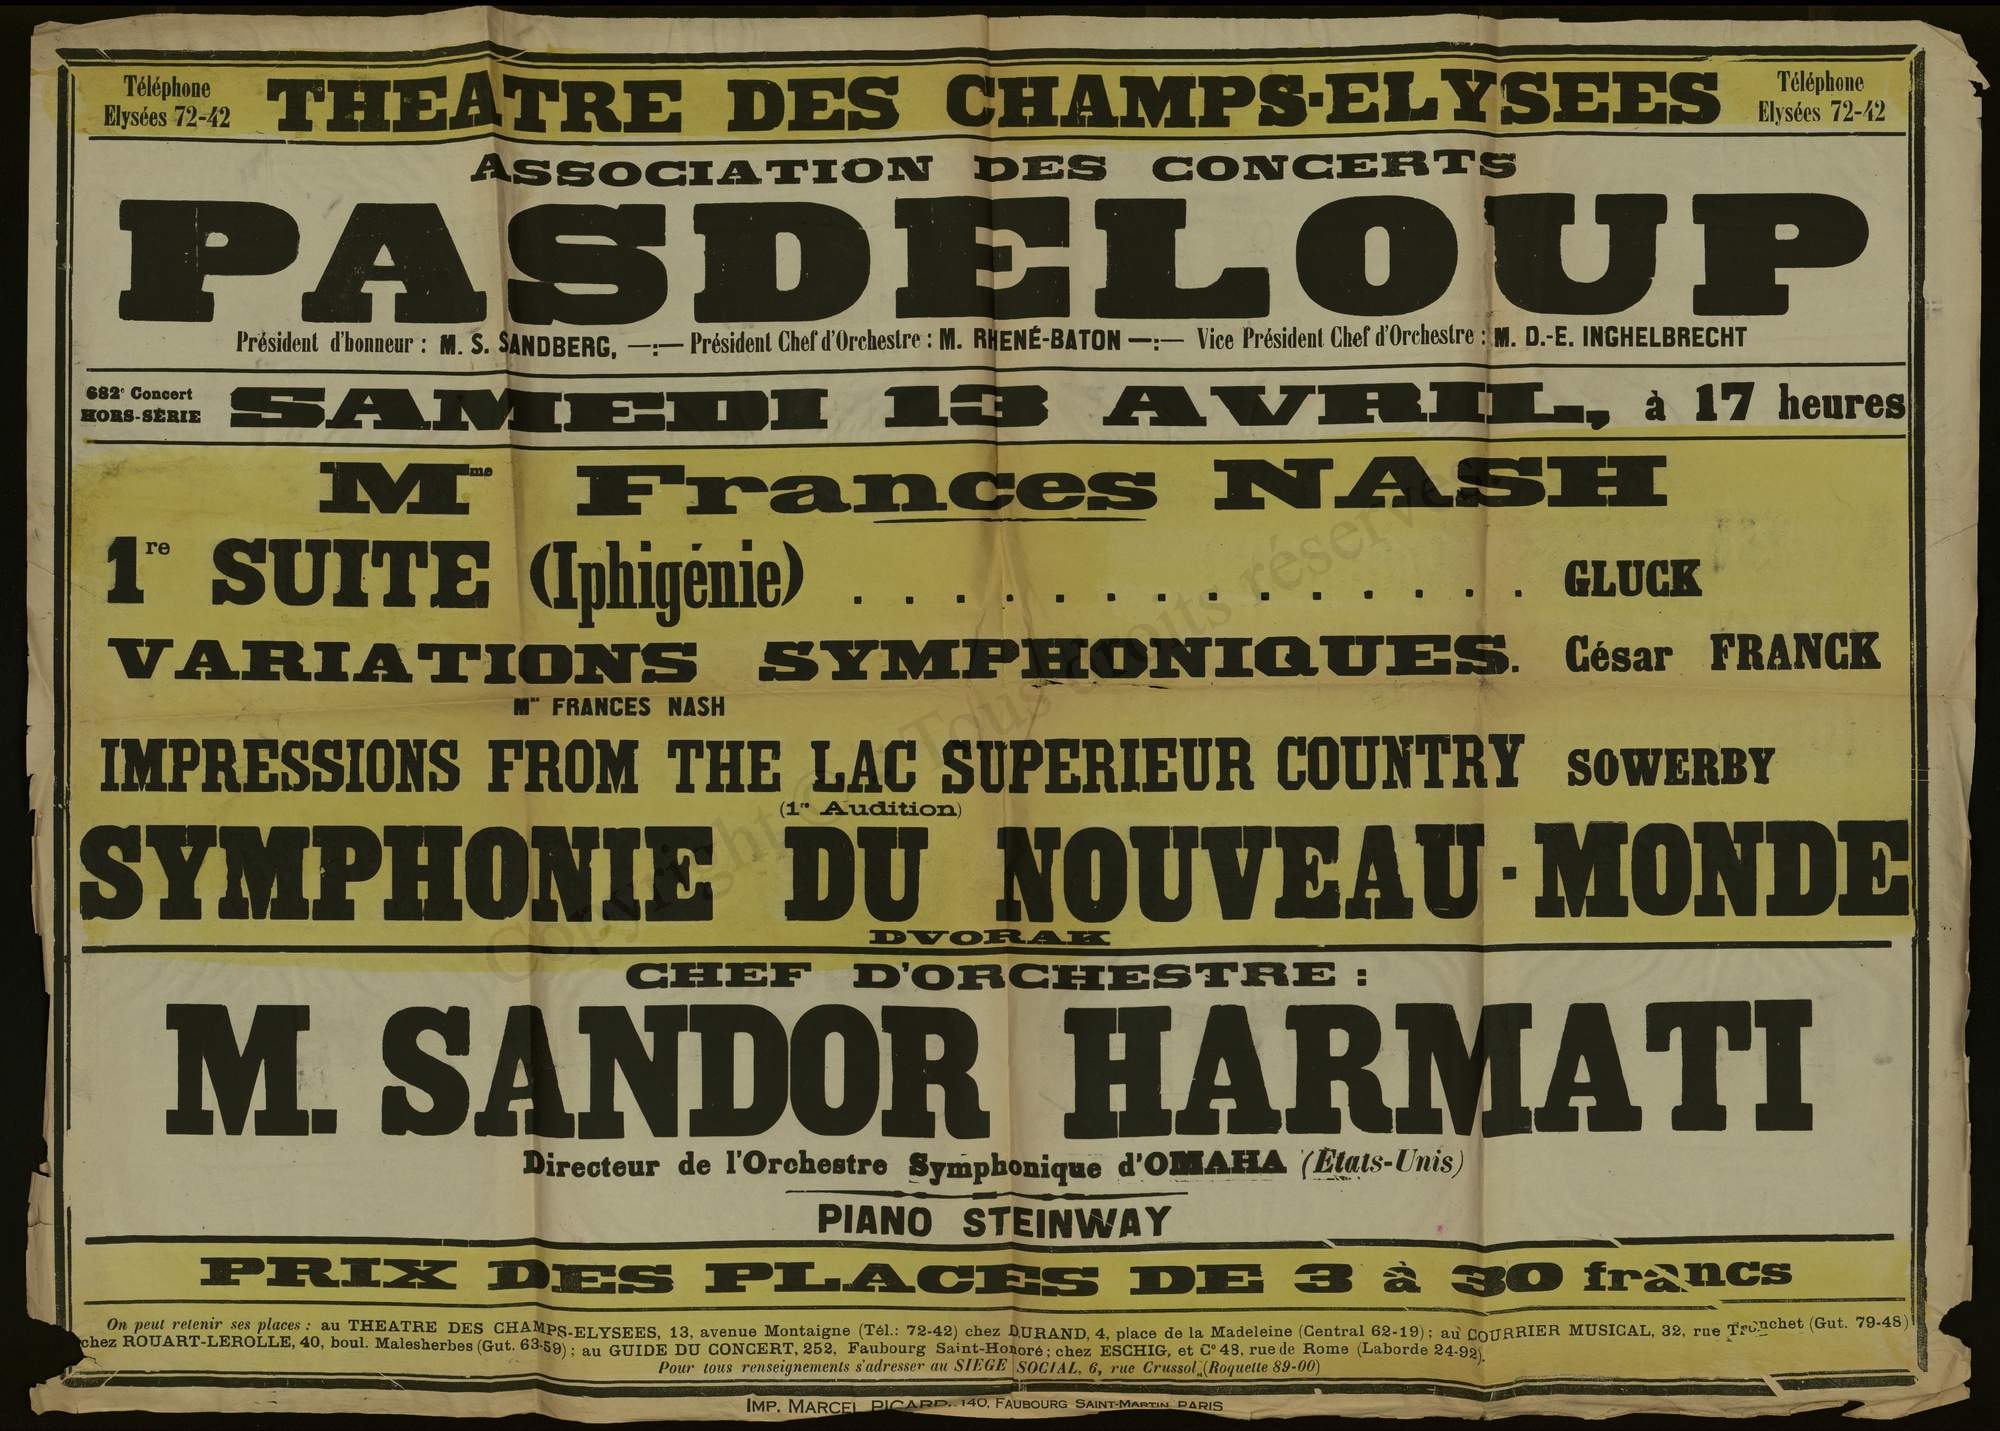 Téléphone
Elysées 72-42
THEATRE DES CHAMPS-ELYSEES
Téléphone
Elysées 72-42
ASSOCIATION DES CONCERTS
PASDELOUP
Président d'honneur : M. S. SANDBERG, —:— Président Chef d'Orchestre : M. RHENÉ-BATON —:— Vice Président Chef d'Orchestre : M. D.-E. INGHELBRECHT
682e Concert
HORS-SÉRIE
SAMEDI 13 AVRIL, à 17 heures
Mme Frances NASH
1re SUITE (Iphigénie) . . . . . . . . . . . . . . GLUCK
VARIATIONS SYMPHONIQUES. César FRANCK
Mme FRANCES NASH
IMPRESSIONS FROM THE LAC SUPERIEUR COUNTRY SOWERBY
(1re Audition)
SYMPHONIE DU NOUVEAU-MONDE
DVORAK
CHEF D'ORCHESTRE :
M. SANDOR HARMATI
Directeur de l'Orchestre Symphonique d'OMAHA (États-Unis)
PIANO STEINWAY
PRIX DES PLACES DE 3 à 30 francs
On peut retenir ses places : au THEATRE DES CHAMPS-ELYSEES, 13, avenue Montaigne (Tél.: 72-42) chez DURAND, 4, place de la Madeleine (Central 62-19) ; au COURRIER MUSICAL, 32, rue Tronchet (Gut. 79-48)
chez ROUART-LEROLLE, 40, boul. Malesherbes (Gut. 63-59) ; au GUIDE DU CONCERT, 252, Faubourg Saint-Honoré ; chez ESCHIG, et Co 48, rue de Rome (Laborde 24-92).
Pour tous renseignements s'adresser au SIEGE SOCIAL, 6, rue Crussol (Roquette 89-00)
IMP. MARCEL PICARD, 140, FAUBOURG SAINT-MARTIN PARIS
Copyright © : Tous droits réservés